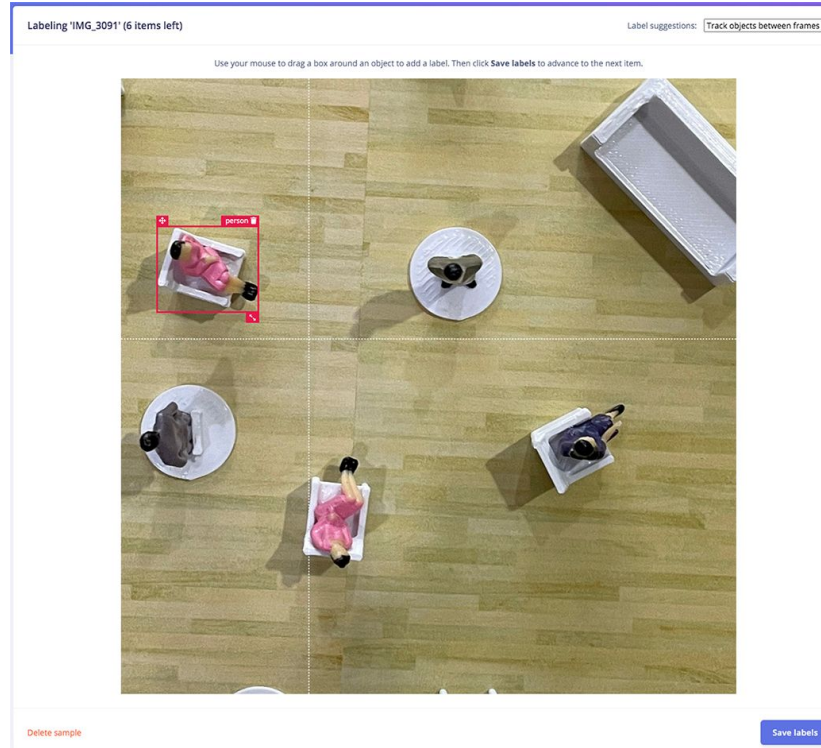 Labeling 'IMG_3091' (6 items left)
Label suggestions: Track objects between frames
Use your mouse to drag a box around an object to add a label. Then click Save labels to advance to the next item.
person
Delete sample
Save labels